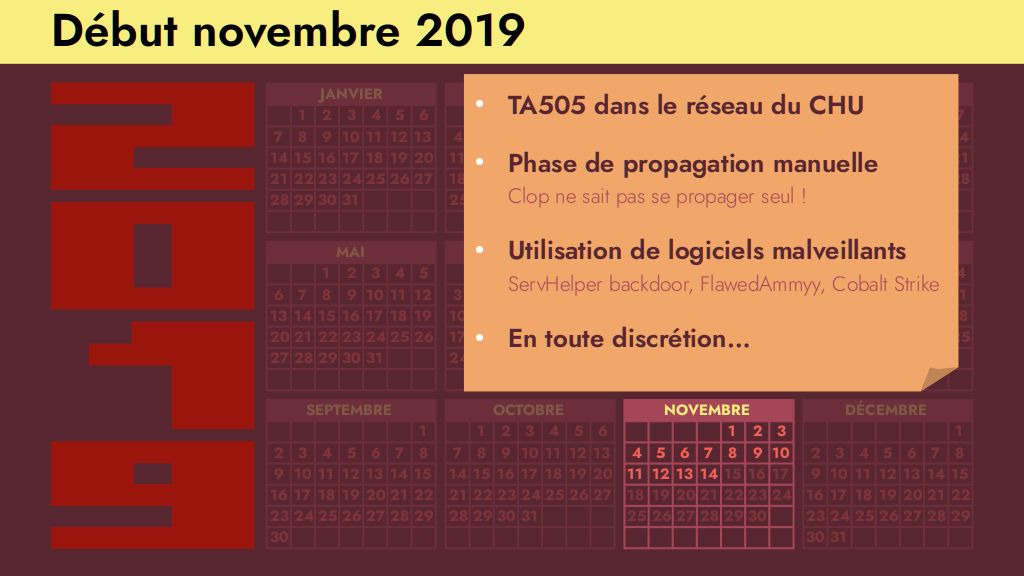 Début novembre 2019
2019
• TA505 dans le réseau du CHU
• Phase de propagation manuelle
Clop ne sait pas se propager seul !
• Utilisation de logiciels malveillants
ServHelper backdoor, FlawedAmmyy, Cobalt Strike
• En toute discrétion...
JANVIER
1 2 3 4 5 6
7 8 9 10 11 12 13
14 15 16 17 18 19 20
21 22 23 24 25 26 27
28 29 30 31
MAI
1 2 3 4 5
6 7 8 9 10 11 12
13 14 15 16 17 18 19
20 21 22 23 24 25 26
27 28 29 30 31
SEPTEMBRE
1
2 3 4 5 6 7 8
9 10 11 12 13 14 15
16 17 18 19 20 21 22
23 24 25 26 27 28 29
30
OCTOBRE
1 2 3 4 5 6
7 8 9 10 11 12 13
14 15 16 17 18 19 20
21 22 23 24 25 26 27
28 29 30 31
NOVEMBRE
1 2 3
4 5 6 7 8 9 10
11 12 13 14 15 16 17
18 19 20 21 22 23 24
25 26 27 28 29 30
DÉCEMBRE
1
2 3 4 5 6 7 8
9 10 11 12 13 14 15
16 17 18 19 20 21 22
23 24 25 26 27 28 29
30 31